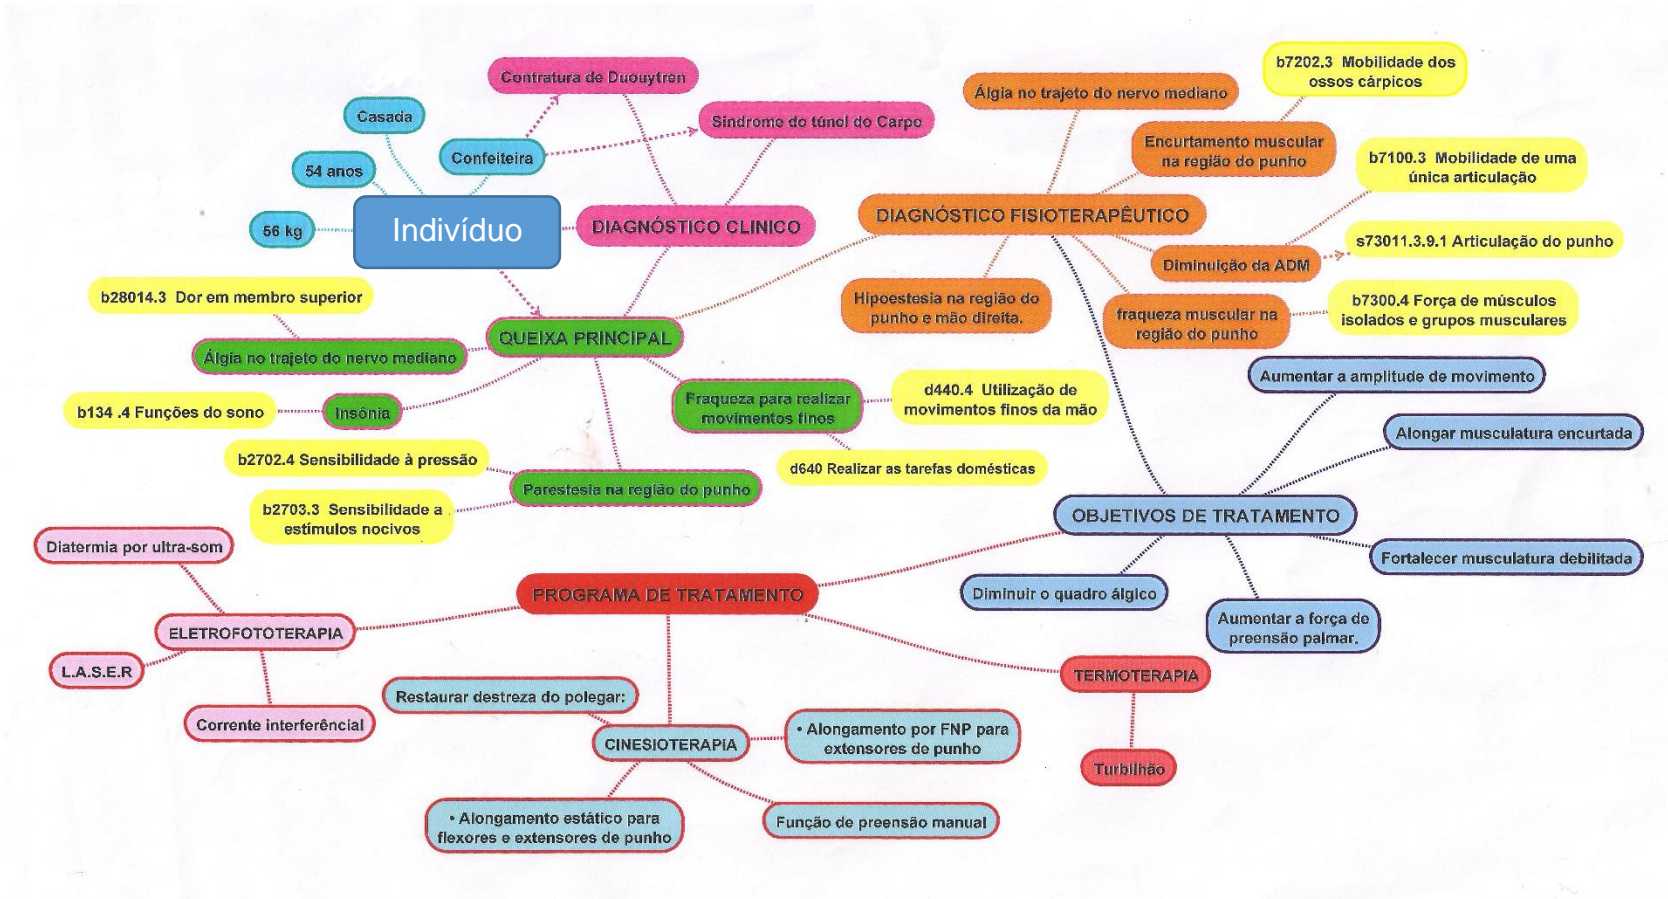 Contratura de Duouytren
Casada
Confeiteira
Sindrome do túnel do Carpo
54 anos
Indivíduo
56 kg
DIAGNÓSTICO CLINICO
Álgia no trajeto do nervo mediano
b7202.3 Mobilidade dos
ossos cárpicos
Encurtamento muscular
na região do punho
b7100.3 Mobilidade de uma
única articulação
DIAGNÓSTICO FISIOTERAPÊUTICO
s73011.3.9.1 Articulação do punho
Diminuição da ADM
Hipoestesia na região do
punho e mão direita.
fraqueza muscular na
região do punho
b7300.4 Força de músculos
isolados e grupos musculares
b28014.3 Dor em membro superior
QUEIXA PRINCIPAL
Álgia no trajeto do nervo mediano
b134 .4 Funções do sono
Insônia
Fraqueza para realizar
movimentos finos
d440.4 Utilização de
movimentos finos da mão
d640 Realizar as tarefas domésticas
b2702.4 Sensibilidade à pressão
Parestesia na região do punho
b2703.3 Sensibilidade a
estímulos nocivos
Aumentar a amplitude de movimento
Alongar musculatura encurtada
OBJETIVOS DE TRATAMENTO
Fortalecer musculatura debilitada
Diminuir o quadro álgico
Aumentar a força de
preensão palmar.
Diatermia por ultra-som
PROGRAMA DE TRATAMENTO
ELETROFOTOTERAPIA
L.A.S.E.R
Corrente interferêncial
Restaurar destreza do polegar:
CINESIOTERAPIA
• Alongamento por FNP para
extensores de punho
• Alongamento estático para
flexores e extensores de punho
Função de preensão manual
TERMOTERAPIA
Turbilhão